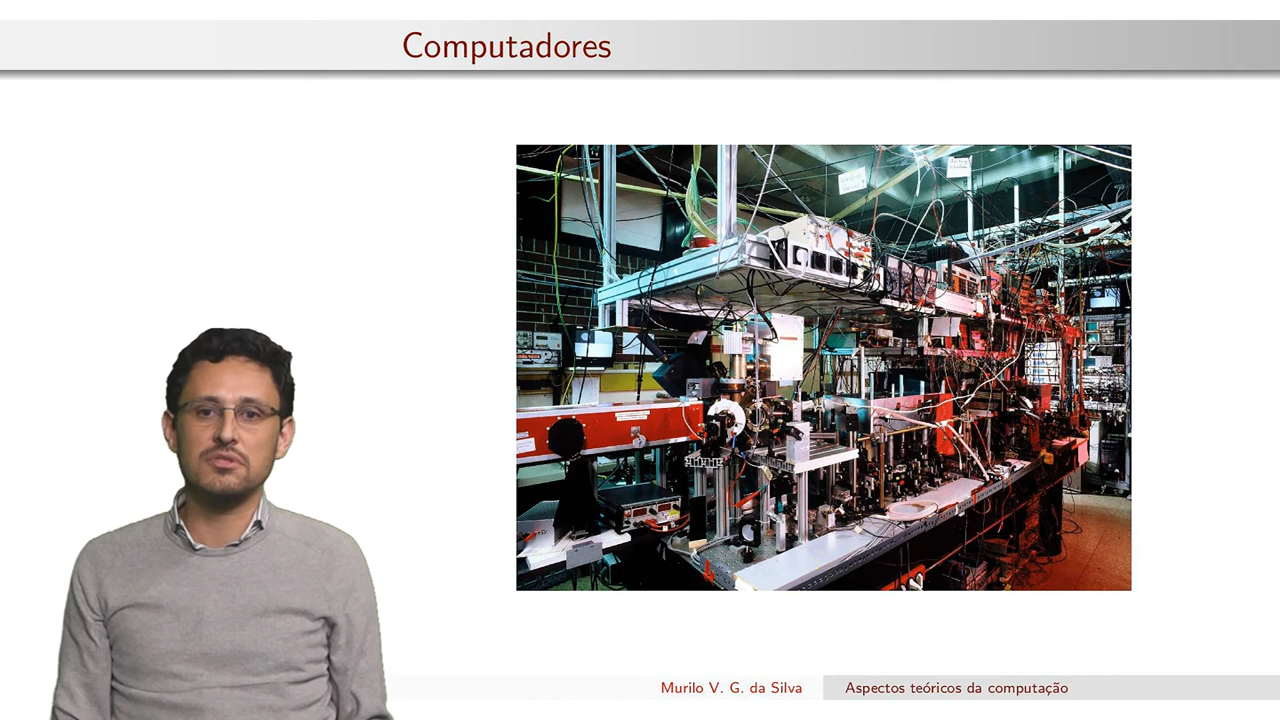 Computadores
Murilo V. G. da Silva
Aspectos teóricos da computação